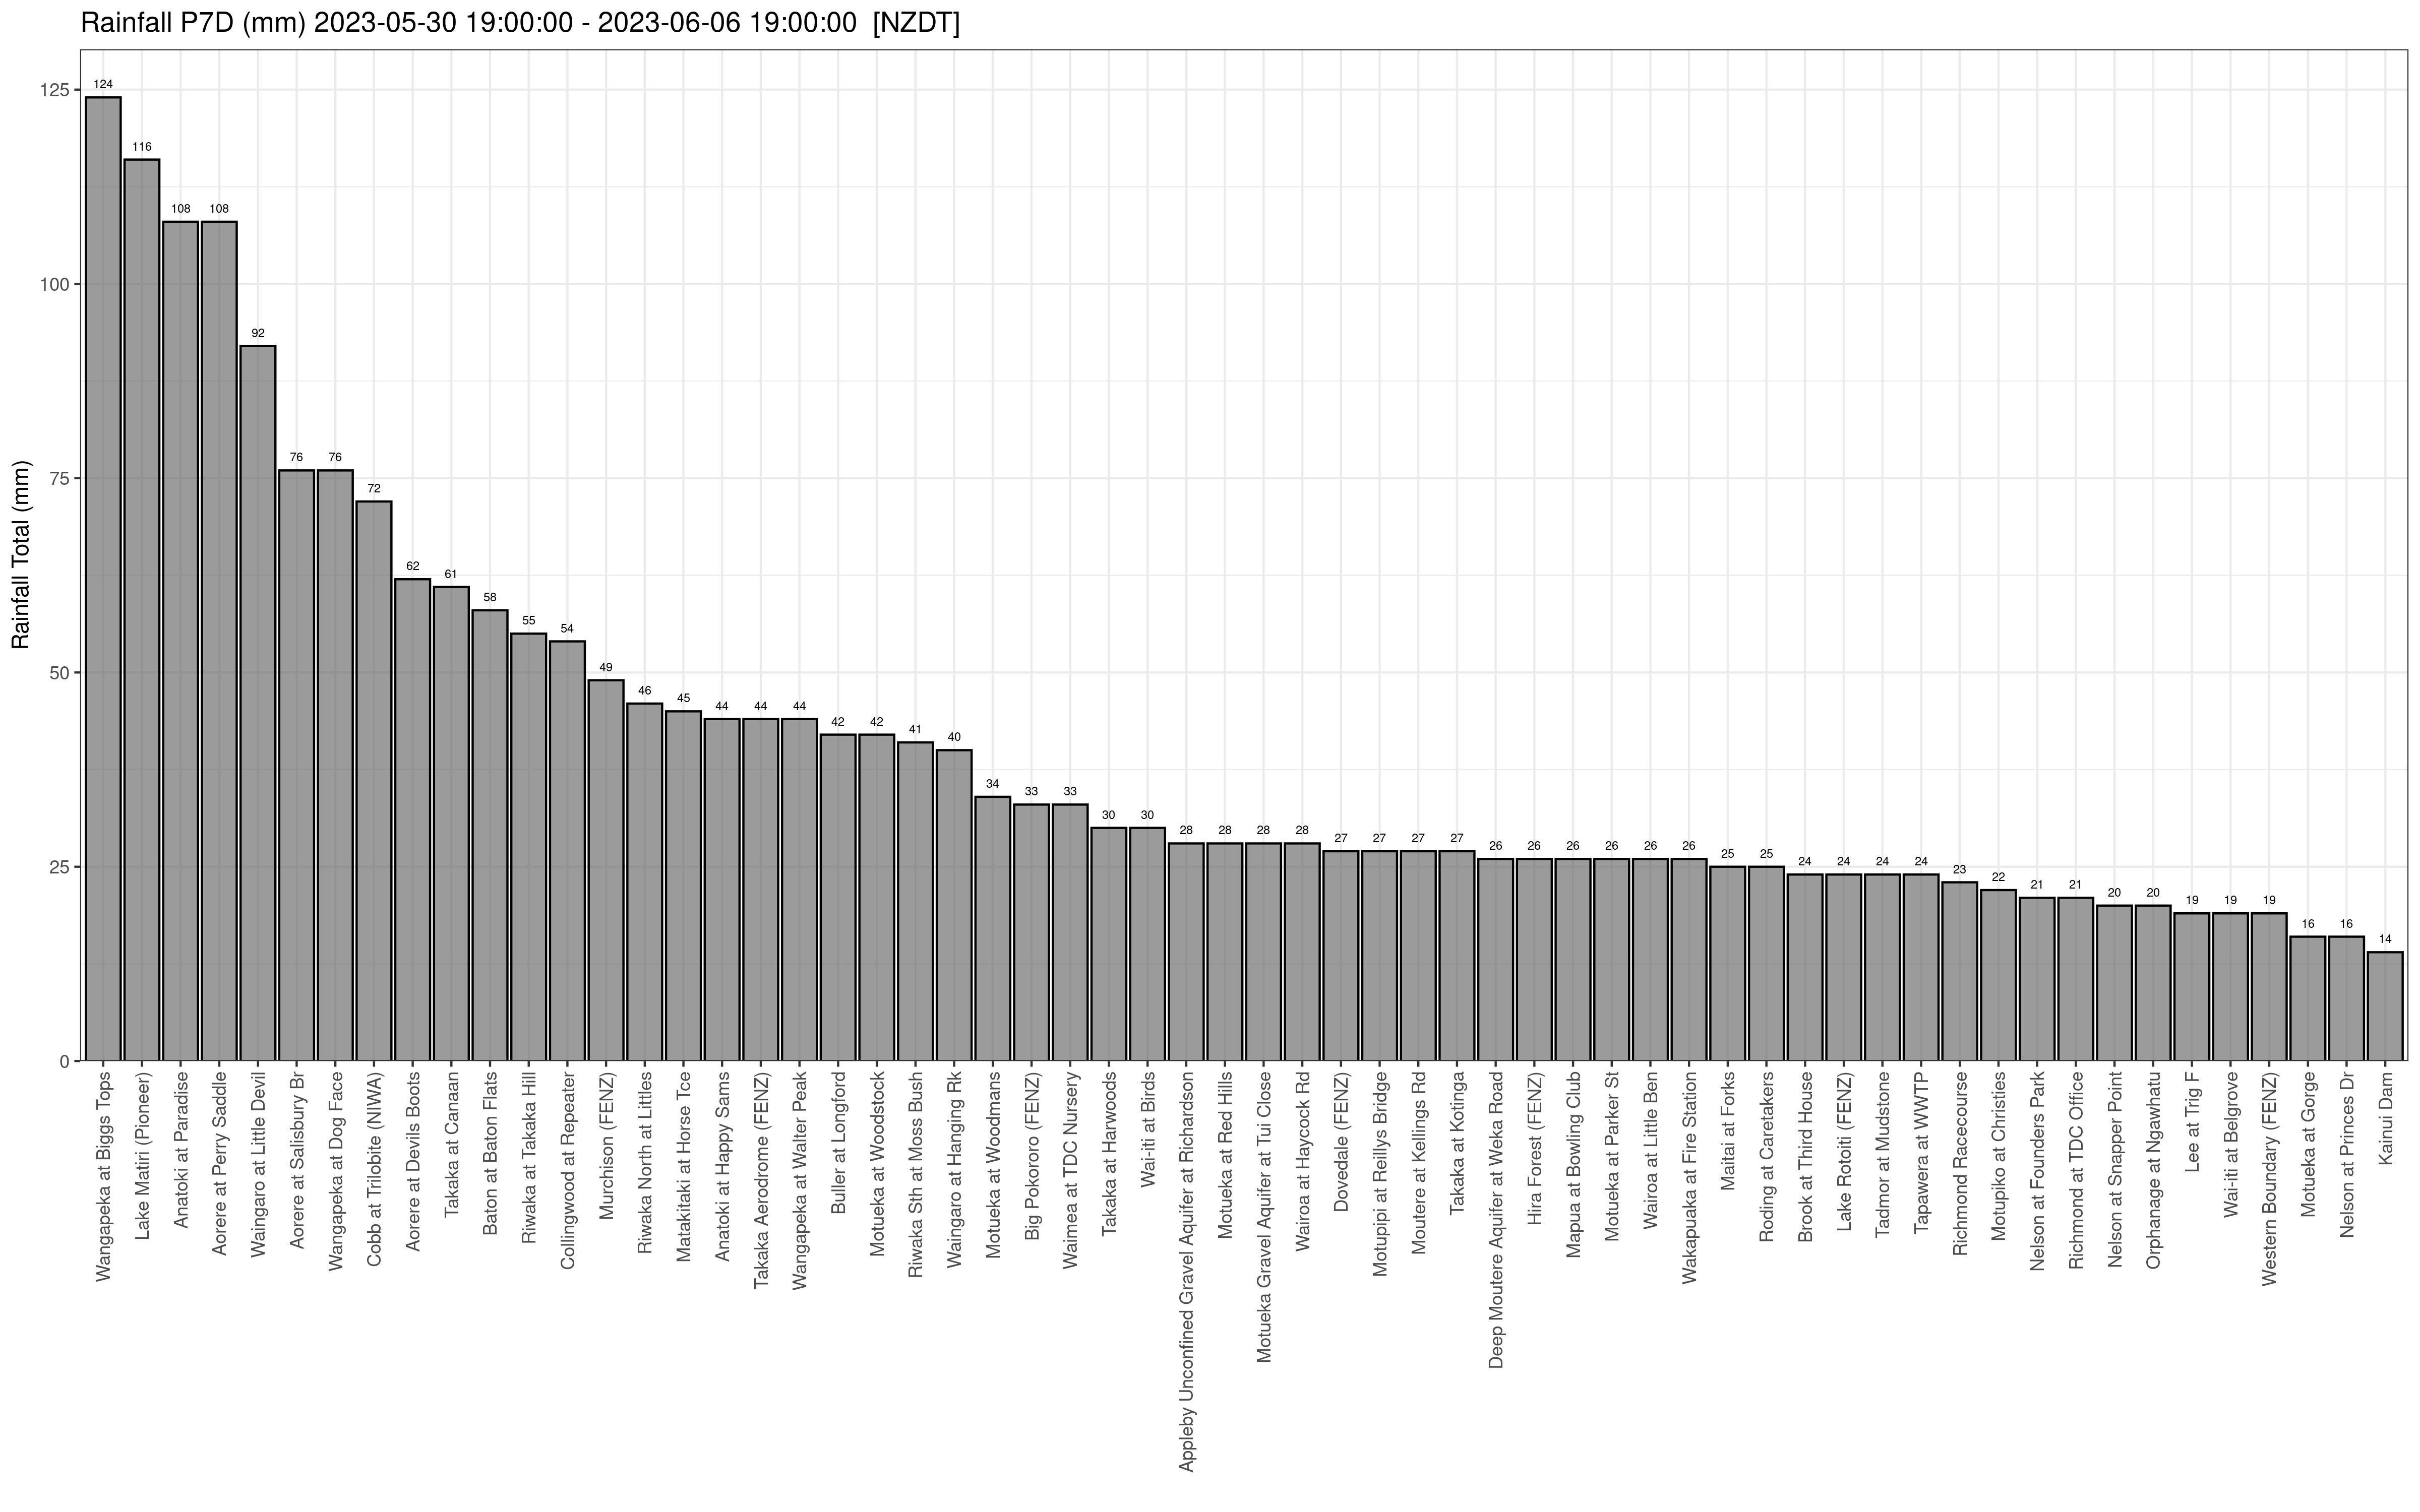 Rainfall P7D (mm) 2023-05-30 19:00:00 - 2023-06-06 19:00:00 [NZDT]
Rainfall Total (mm)
125
100
75
50
25
0
124
116
108
108
92
76
76
72
62
61
58
55
54
49
46
45
44
44
44
42
42
41
40
34
33
33
30
30
28
28
28
28
27
27
27
27
26
26
26
26
26
26
25
25
24
24
24
24
23
22
21
21
20
20
19
19
19
16
16
14
Wangapeka at Biggs Tops
Lake Matiri (Pioneer)
Anatoki at Paradise
Aorere at Perry Saddle
Waingaro at Little Devil
Aorere at Salisbury Br
Wangapeka at Dog Face
Cobb at Trilobite (NIWA)
Aorere at Devils Boots
Takaka at Canaan
Baton at Baton Flats
Riwaka at Takaka Hill
Collingwood at Repeater
Murchison (FENZ)
Riwaka North at Littles
Matakitaki at Horse Tce
Anatoki at Happy Sams
Takaka Aerodrome (FENZ)
Wangapeka at Walter Peak
Buller at Longford
Motueka at Woodstock
Riwaka Sth at Moss Bush
Waingaro at Hanging Rk
Motueka at Woodmans
Big Pokororo (FENZ)
Waimea at TDC Nursery
Takaka at Harwoods
Wai-iti at Birds
Appleby Unconfined Gravel Aquifer at Richardson
Motueka at Red Hills
Motueka Gravel Aquifer at Tui Close
Wairoa at Haycock Rd
Dovedale (FENZ)
Motupipi at Reillys Bridge
Moutere at Kellings Rd
Takaka at Kotinga
Deep Moutere Aquifer at Weka Road
Hira Forest (FENZ)
Mapua at Bowling Club
Motueka at Parker St
Wairoa at Little Ben
Wakapuaka at Fire Station
Maitai at Forks
Roding at Caretakers
Brook at Third House
Lake Rotoiti (FENZ)
Tadmor at Mudstone
Tapawera at WWTP
Richmond Racecourse
Motupiko at Christies
Nelson at Founders Park
Richmond at TDC Office
Nelson at Snapper Point
Orphanage at Ngawhatu
Lee at Trig F
Wai-iti at Belgrove
Western Boundary (FENZ)
Motueka at Gorge
Nelson at Princes Dr
Kainui Dam